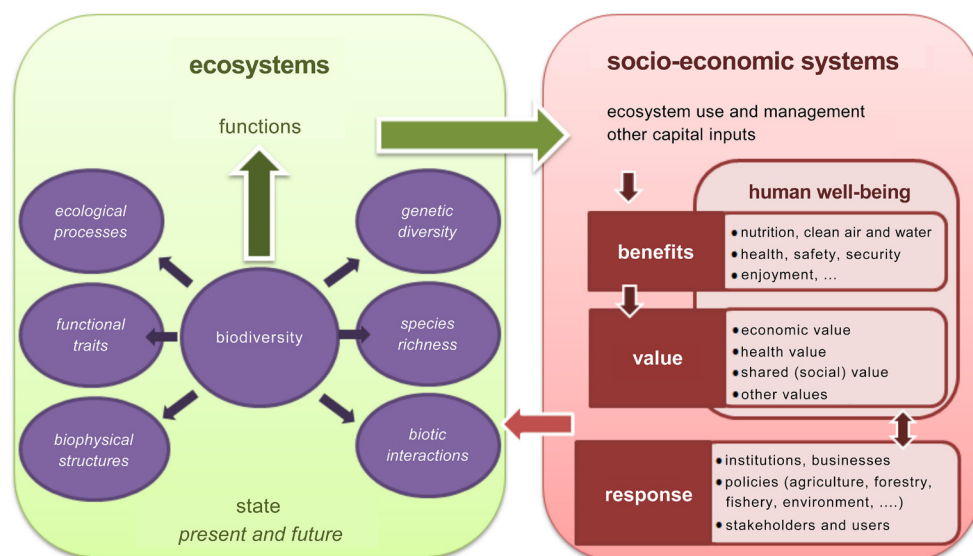 ecosystems
functions
ecological
processes
genetic
diversity
functional
traits
biodiversity
species
richness
biophysical
structures
biotic
interactions
state
present and future
socio-economic systems
ecosystem use and management
other capital inputs
human well-being
benefits
• nutrition, clean air and water
• health, safety, security
• enjoyment, ...
value
• economic value
• health value
• shared (social) value
• other values
response
• institutions, businesses
• policies (agriculture, forestry,
fishery, environment, ....)
• stakeholders and users